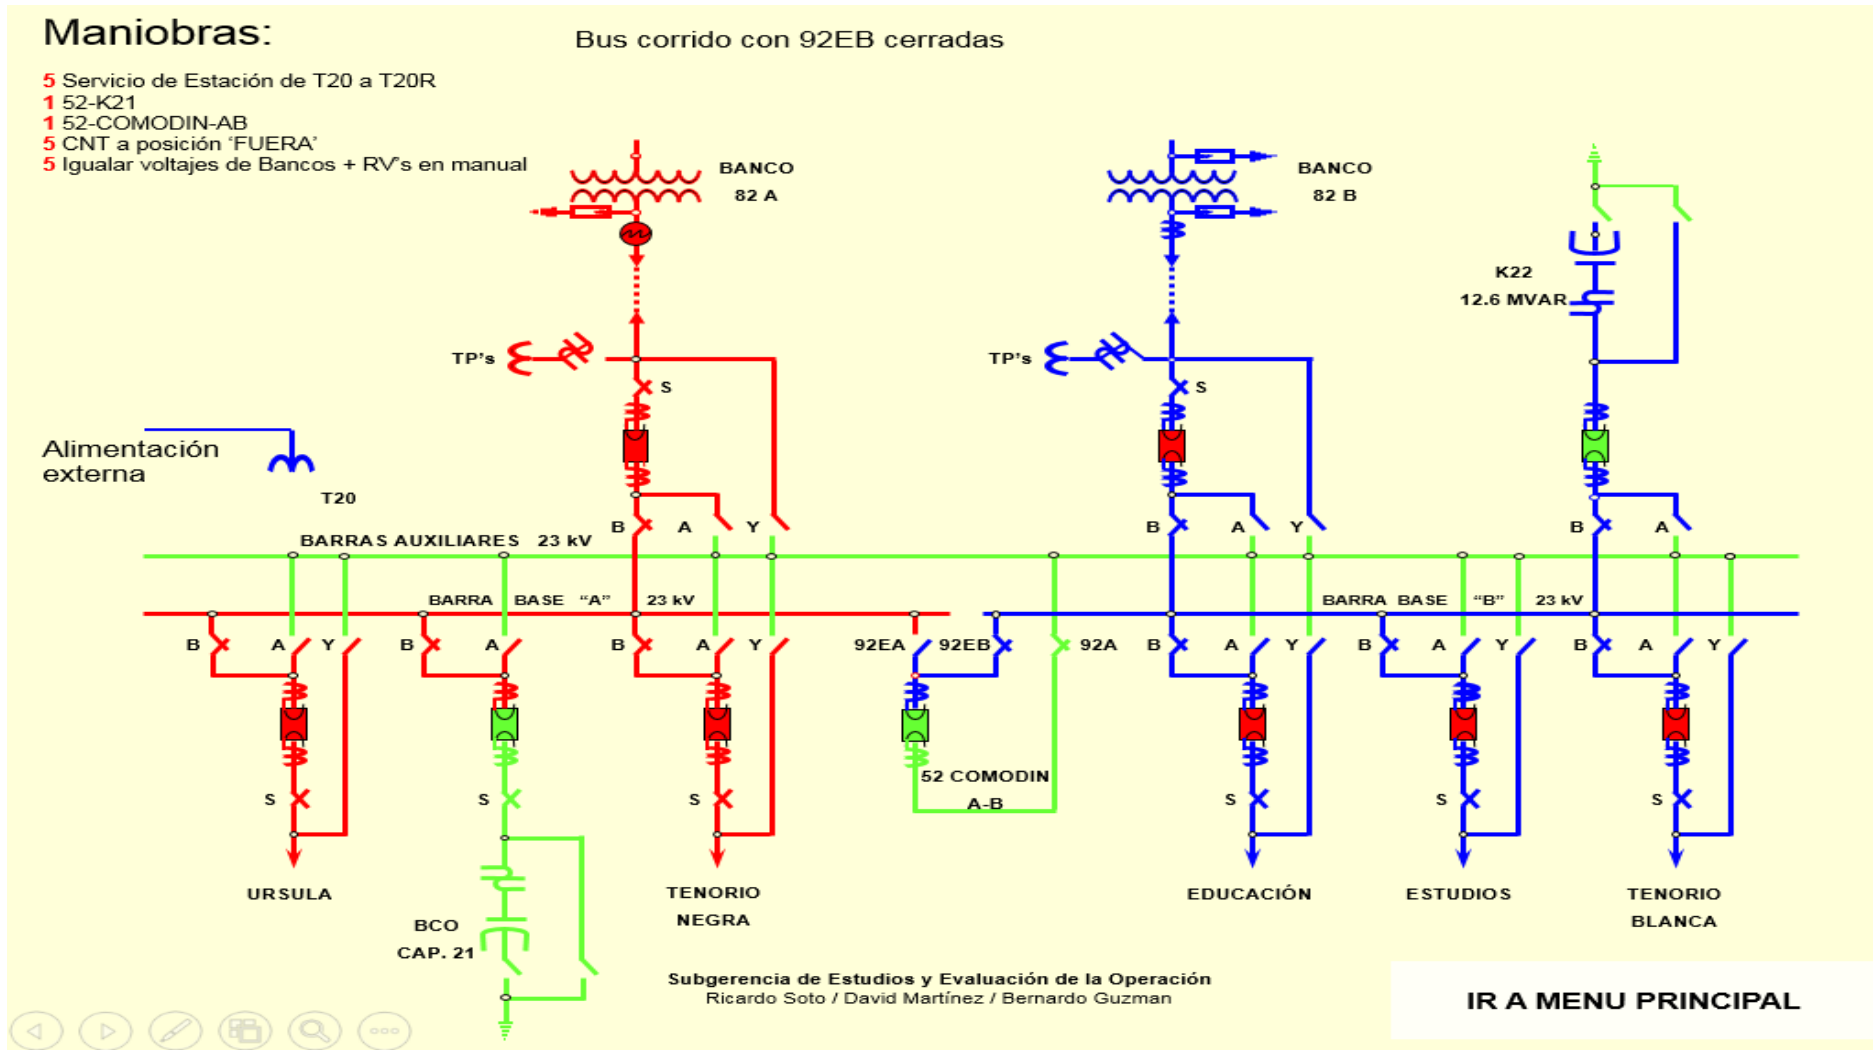 Maniobras:
Bus corrido con 92EB cerradas
5 Servicio de Estación de T20 a T20R
1 52-K21
1 52-COMODIN-AB
5 CNT a posición ‘FUERA’
5 Igualar voltajes de Bancos + RV's en manual
BANCO
82 A
BANCO
82 B
K22
12.6 MVAR
TP's
S
TP's
S
Alimentación
externa
T20
B A Y
B A Y
B A
BARRAS AUXILIARES 23 kV
BARRA BASE “A” 23 kV
BARRA BASE “B” 23 kV
B A Y B A B A Y 92EA 92EB 92A B A Y B A Y B A Y
52 COMODIN
A-B
S S S S S S
URSULA
TENORIO
NEGRA
EDUCACIÓN
ESTUDIOS
TENORIO
BLANCA
BCO
CAP. 21
Subgerencia de Estudios y Evaluación de la Operación
Ricardo Soto / David Martínez / Bernardo Guzman
IR A MENU PRINCIPAL